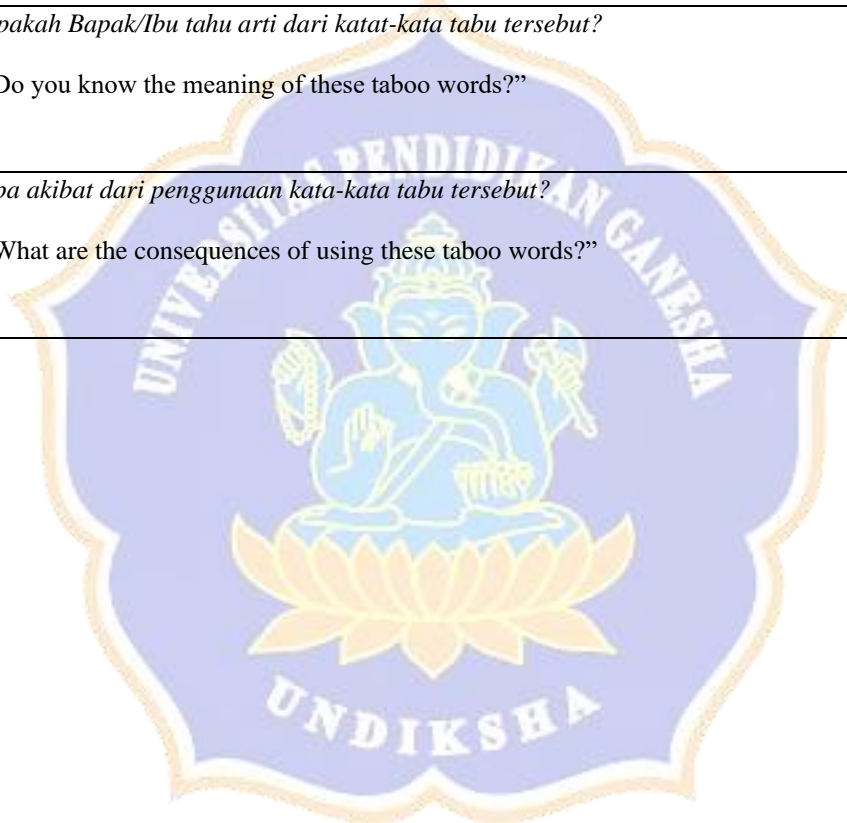 pakah Bapak/Ibu tahu arti dari katat-kata tabu tersebut?
Do you know the meaning of these taboo words?”
pa akibat dari penggunaan kata-kata tabu tersebut?
What are the consequences of using these taboo words?”
UNIVERSITAS PENDIDIKAN GANESHA
UNDIKSHA